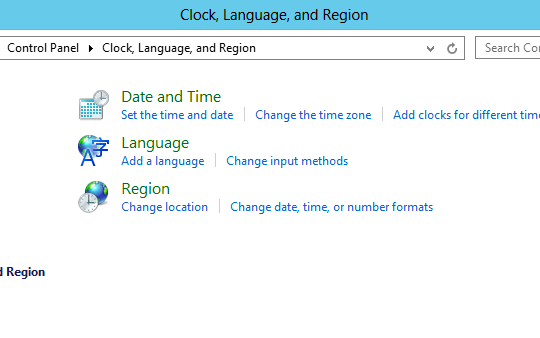 Clock, Language, and Region
Control Panel Clock, Language, and Region
Search Co
Date and Time
Set the time and date Change the time zone Add clocks for different time
Language
Add a language Change input methods
Region
Change location Change date, time, or number formats
d Region